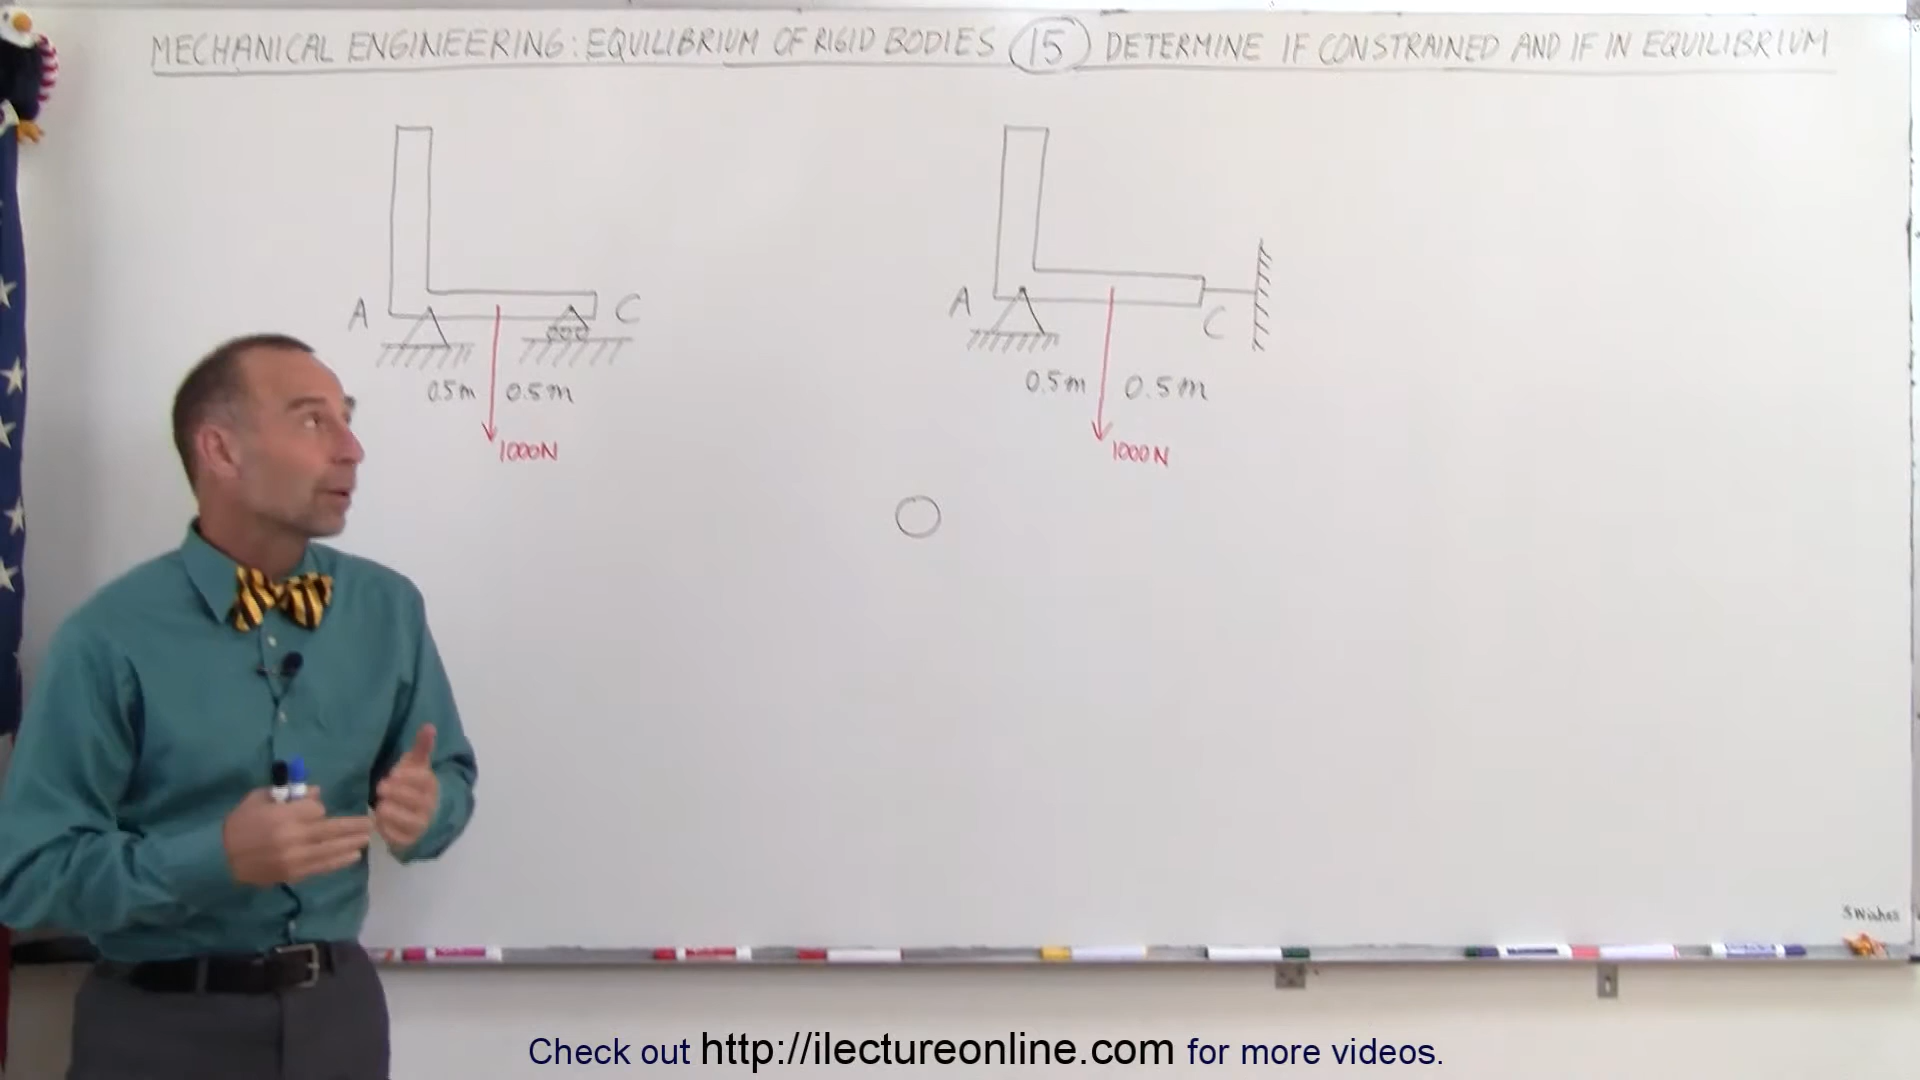 MECHANICAL ENGINEERING: EQUILIBRIUM OF RIGID BODIES 15 DETERMINE IF CONSTRAINED AND IF IN EQUILIBRIUM
A C
0.5m 0.5m
1000N
A C
0.5m 0.5m
1000N
Check out http://ilectureonline.com for more videos.